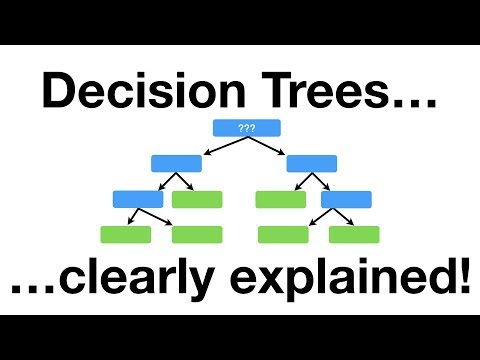 Decision Trees…
???
…clearly explained!